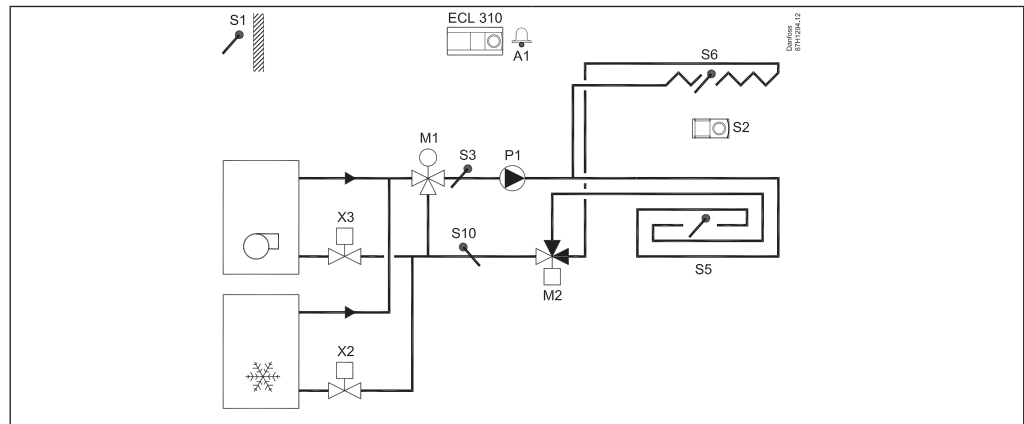 S1
ECL 310
A1
Danfoss
87H1294.12
S6
S2
M1
S3
P1
X3
S10
M2
S5
X2